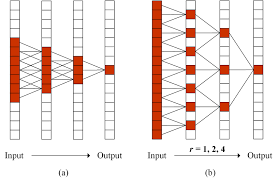 Input Output
r = 1, 2, 4
Input Output
(a) (b)